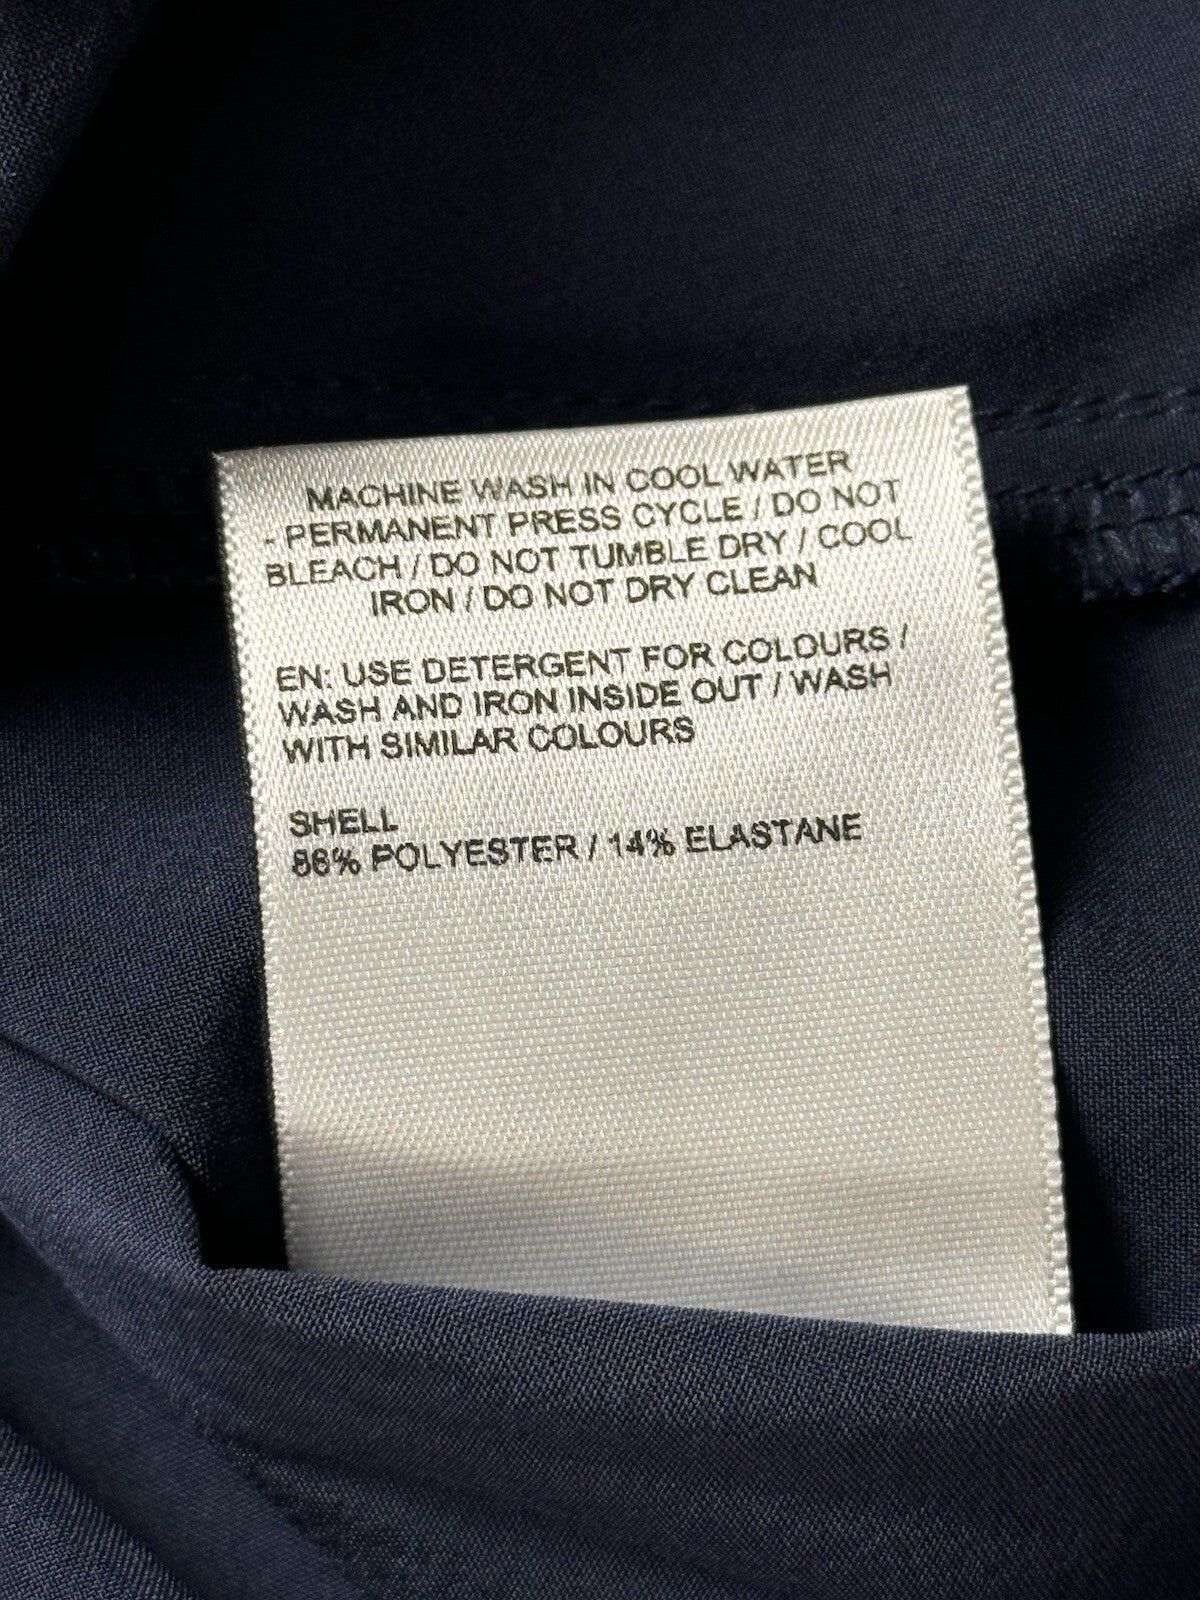 MACHINE WASH IN COOL WATER
- PERMANENT PRESS CYCLE / DO NOT
BLEACH / DO NOT TUMBLE DRY / COOL
IRON / DO NOT DRY CLEAN
EN: USE DETERGENT FOR COLOURS /
WASH AND IRON INSIDE OUT / WASH
WITH SIMILAR COLOURS
SHELL
86% POLYESTER / 14% ELASTANE